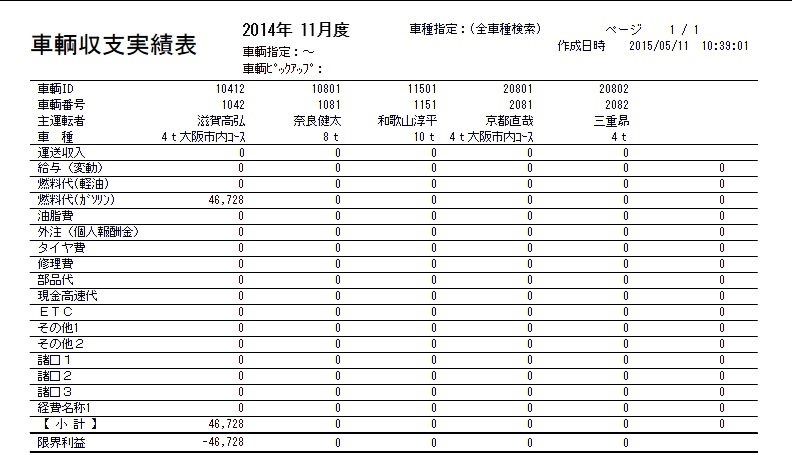 車輌収支実績表
2014年 11月度
車種指定：(全車種検索)
ページ 1 / 1
車輌指定：～
作成日時 2015/05/11 10:39:01
車輌ﾋﾟｯｸｱｯﾌﾟ：
車輌ID 10412 10801 11501 20801 20802
車輌番号 1042 1081 1151 2081 2082
主運転者 滋賀高弘 奈良健太 和歌山淳平 京都直哉 三重昴
車 種 4ｔ大阪市内ｺｰｽ 8ｔ 10ｔ 4ｔ大阪市内ｺｰｽ 4ｔ
運送収入 0 0 0 0 0
給与（変動） 0 0 0 0 0 0
燃料代(軽油) 0 0 0 0 0 0
燃料代(ｶﾞｿﾘﾝ) 46,728 0 0 0 0 0
油脂費 0 0 0 0 0 0
外注（個人報酬金） 0 0 0 0 0 0
タイヤ費 0 0 0 0 0 0
修理費 0 0 0 0 0 0
部品代 0 0 0 0 0 0
現金高速代 0 0 0 0 0 0
ＥＴＣ 0 0 0 0 0 0
その他1 0 0 0 0 0 0
その他２ 0 0 0 0 0 0
諸口１ 0 0 0 0 0 0
諸口２ 0 0 0 0 0 0
諸口３ 0 0 0 0 0 0
経費名称1 0 0 0 0 0 0
【 小 計 】 46,728 0 0 0 0 0
限界利益 -46,728 0 0 0 0